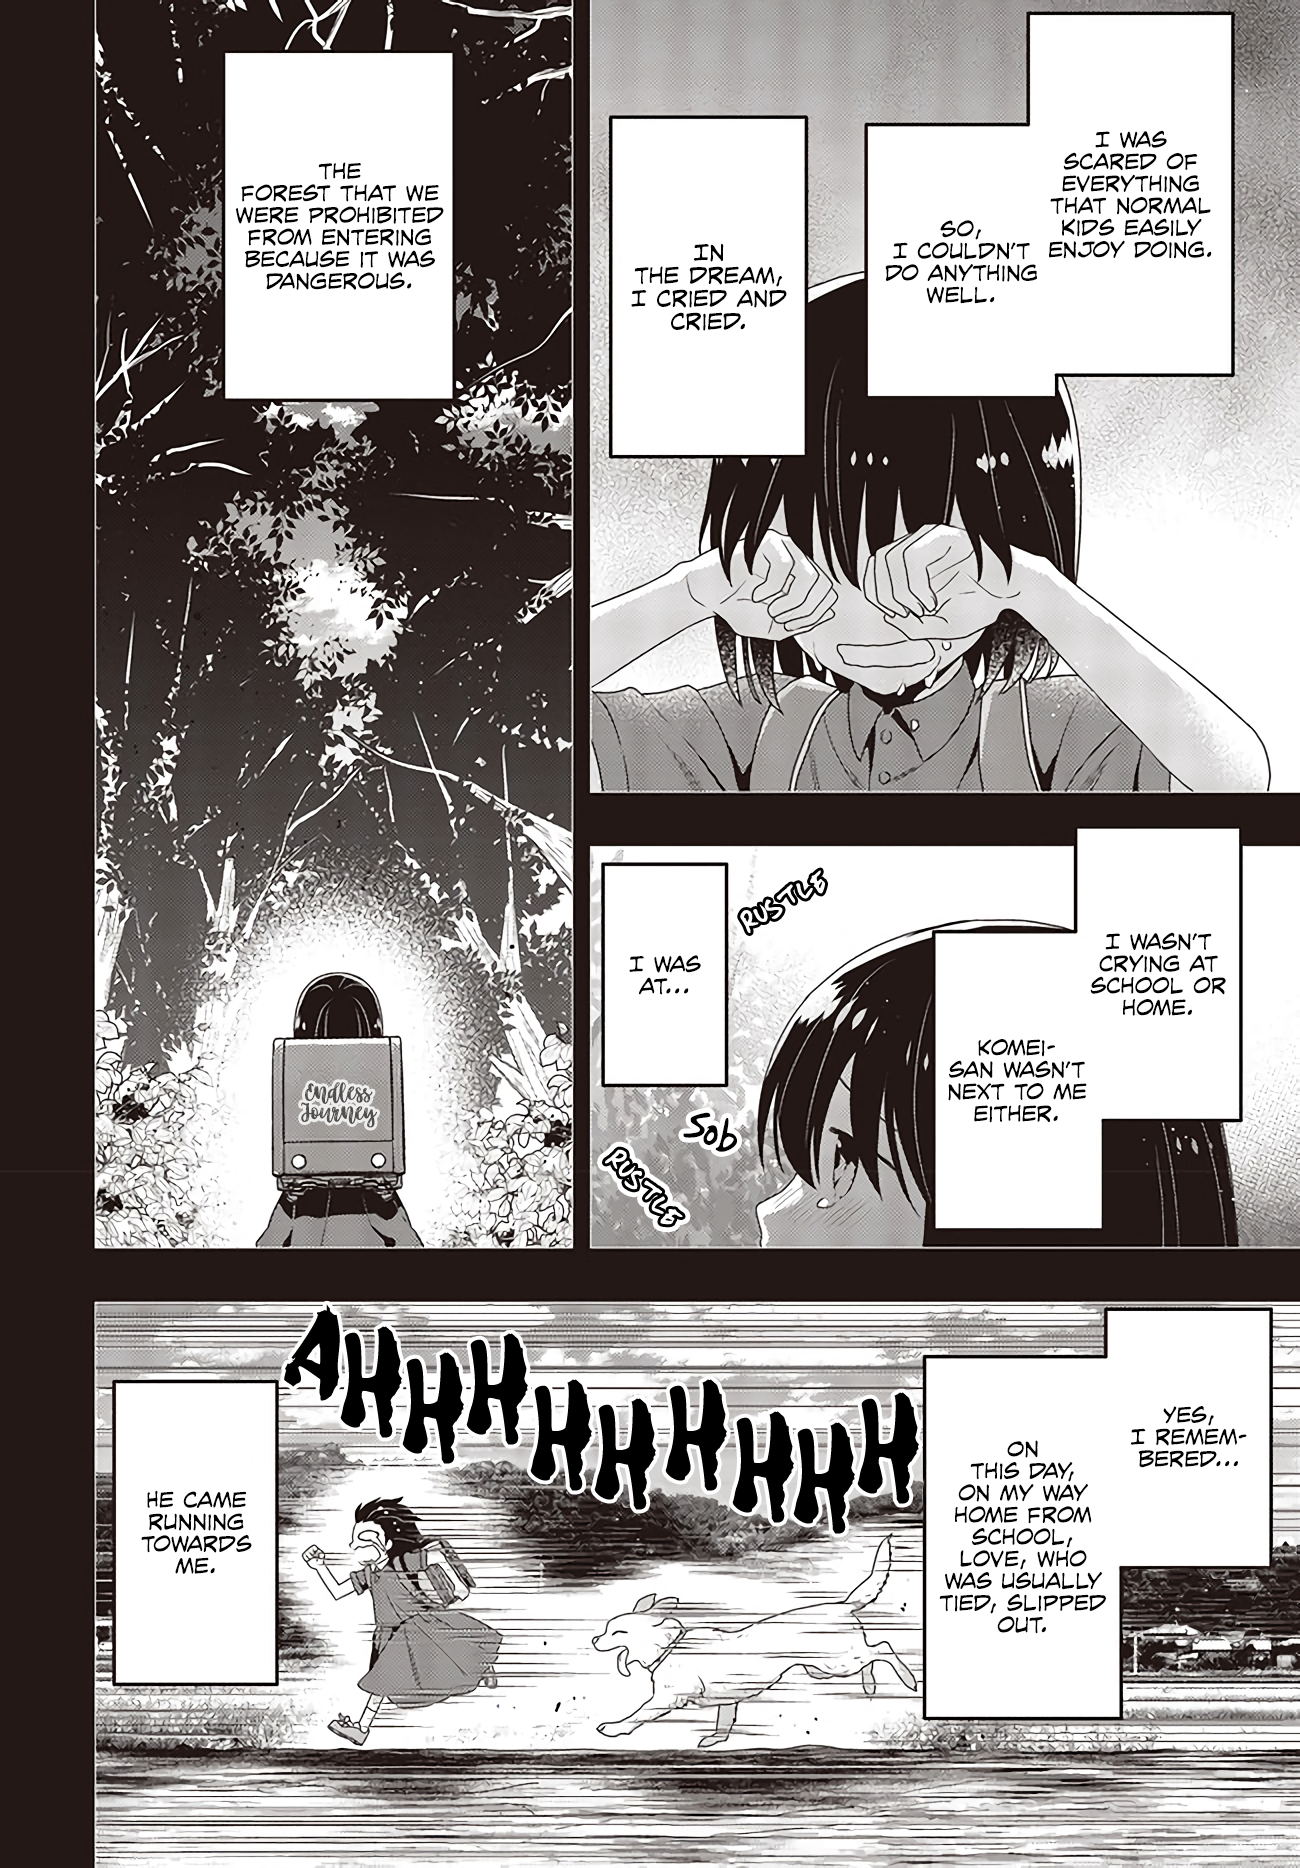 I WAS
SCARED OF
EVERYTHING
THAT NORMAL
KIDS EASILY
ENJOY DOING.
SO,
I COULDN'T
DO ANYTHING
WELL.
IN
THE DREAM,
I CRIED AND
CRIED.
I WASN'T
CRYING AT
SCHOOL OR
HOME.
KOMEI-
SAN WASN'T
NEXT TO ME
EITHER.
RUSTLE
I WAS
AT...
SOB
RUSTLE
THE
FOREST THAT WE
WERE PROHIBITED
FROM ENTERING
BECAUSE IT WAS
DANGEROUS.
Endless
Journey
YES,
I REMEM-
BERED...
ON
THIS DAY,
ON MY WAY
HOME FROM
SCHOOL,
LOVE, WHO
WAS USUALLY
TIED, SLIPPED
OUT.
AHHHHHHHHH
HE CAME
RUNNING
TOWARDS
ME.